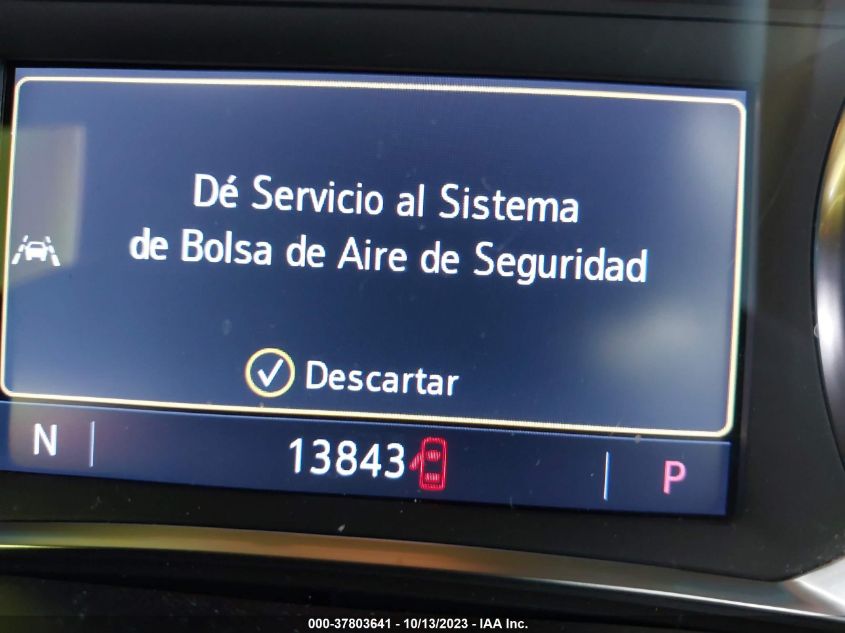 Dé Servicio al Sistema
de Bolsa de Aire de Seguridad
Descartar
N 13843 P
000-37803641 - 10/13/2023 - IAA Inc.